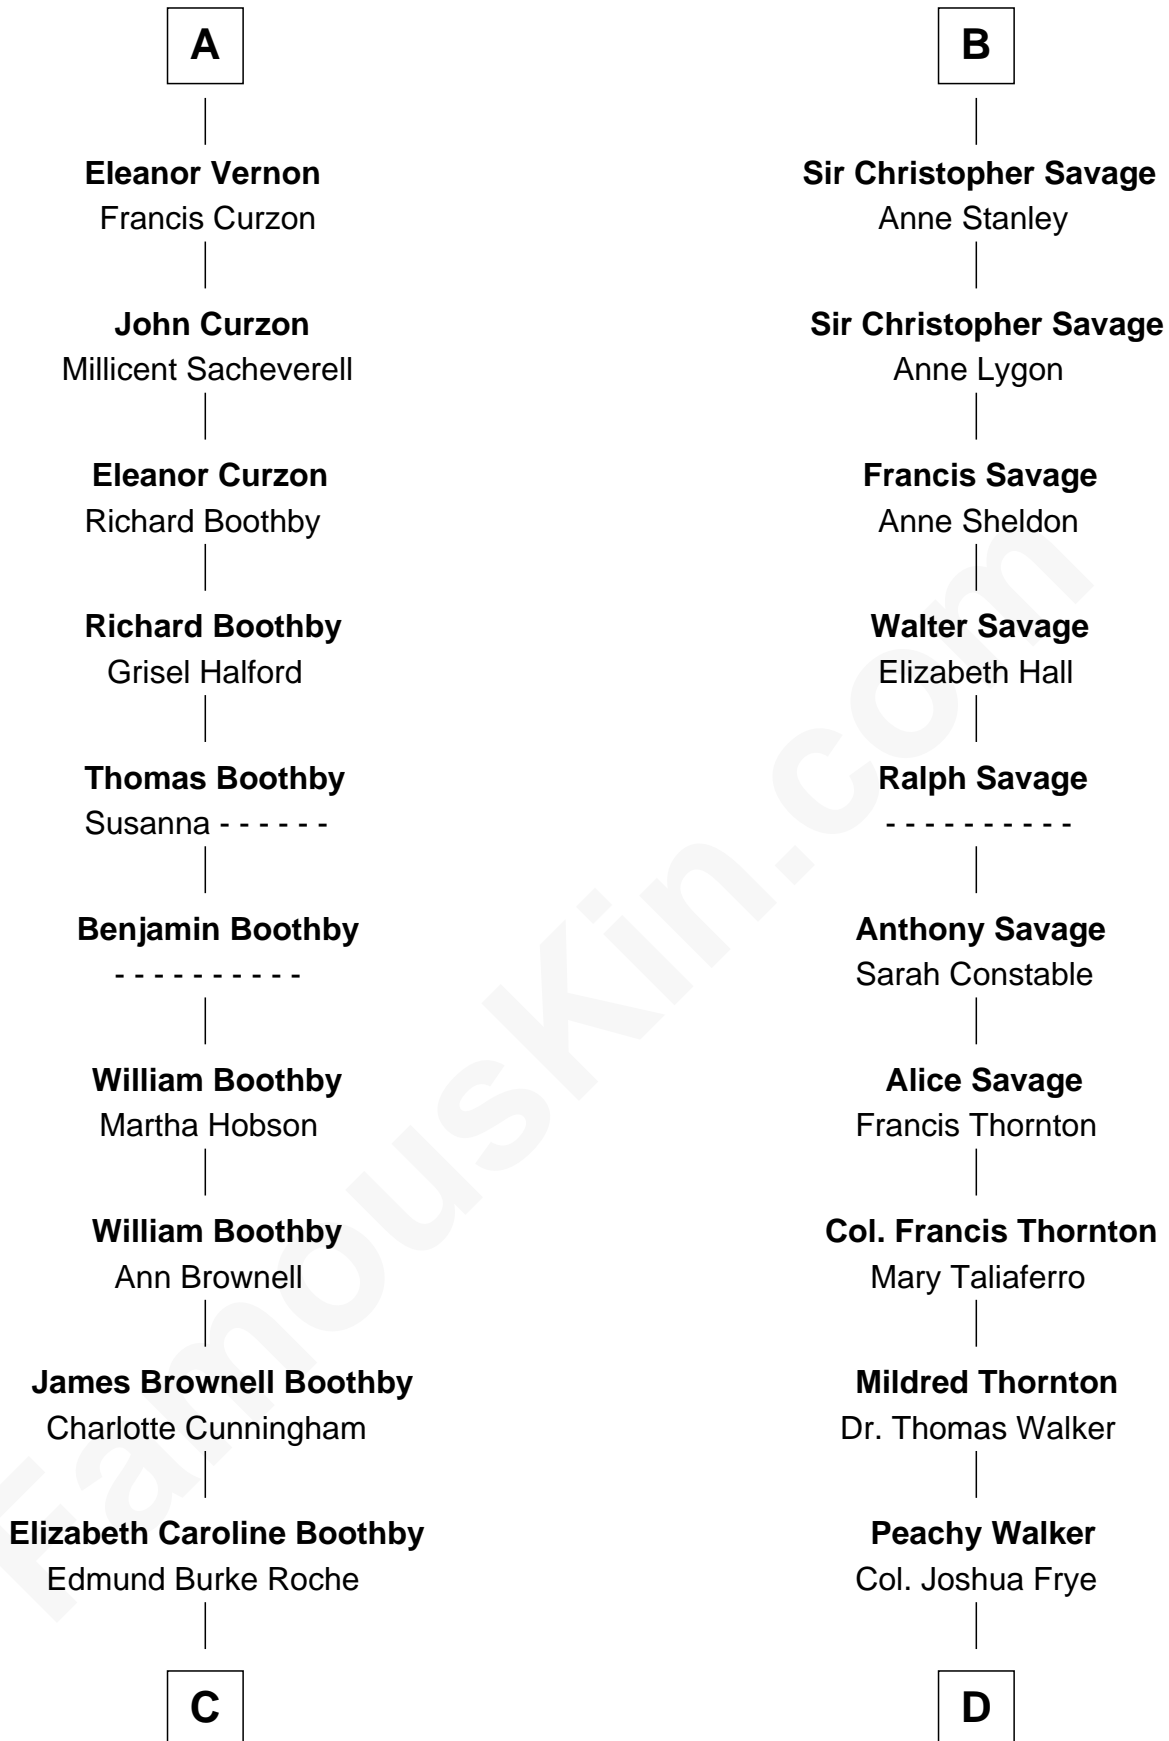 A
Eleanor Vernon
Francis Curzon
John Curzon
Millicent Sacheverell
Eleanor Curzon
Richard Boothby
Richard Boothby
Grisel Halford
Thomas Boothby
Susanna - - - - - -
Benjamin Boothby
- - - - - - - - - -
William Boothby
Martha Hobson
William Boothby
Ann Brownell
James Brownell Boothby
Charlotte Cunningham
Elizabeth Caroline Boothby
Edmund Burke Roche
C
B
Sir Christopher Savage
Anne Stanley
Sir Christopher Savage
Anne Lygon
Francis Savage
Anne Sheldon
Walter Savage
Elizabeth Hall
Ralph Savage
- - - - - - - - - -
Anthony Savage
Sarah Constable
Alice Savage
Francis Thornton
Col. Francis Thornton
Mary Taliaferro
Mildred Thornton
Dr. Thomas Walker
Peachy Walker
Col. Joshua Frye
D
FamousKin.com